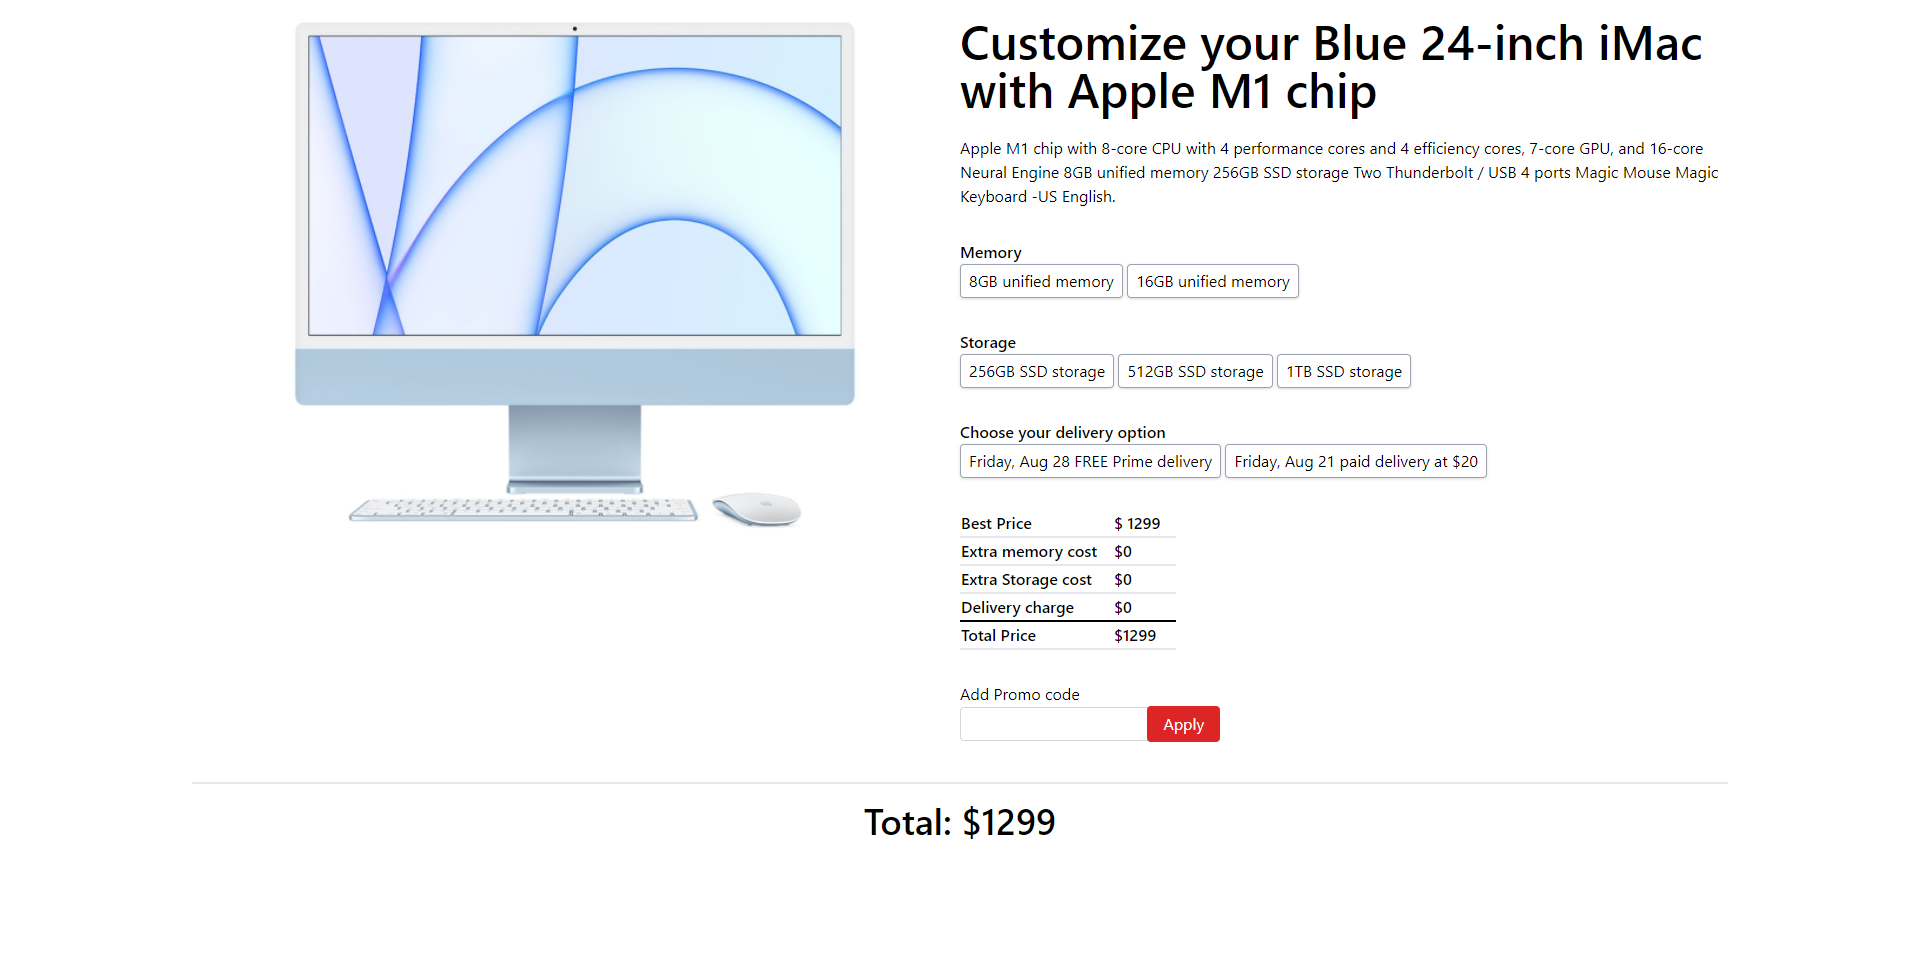 Customize your Blue 24-inch iMac
with Apple M1 chip
Apple M1 chip with 8-core CPU with 4 performance cores and 4 efficiency cores, 7-core GPU, and 16-core
Neural Engine 8GB unified memory 256GB SSD storage Two Thunderbolt / USB 4 ports Magic Mouse Magic
Keyboard -US English.
Memory
8GB unified memory 16GB unified memory
Storage
256GB SSD storage 512GB SSD storage 1TB SSD storage
Choose your delivery option
Friday, Aug 28 FREE Prime delivery Friday, Aug 21 paid delivery at $20
Best Price $ 1299
Extra memory cost $0
Extra Storage cost $0
Delivery charge $0
Total Price $1299
Add Promo code
Apply
Total: $1299